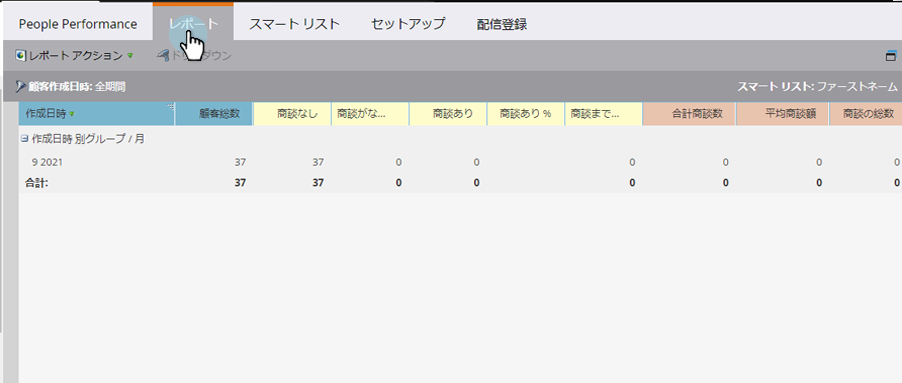 People Performance レポート スマート リスト セットアップ 配信登録
レポート アクション ドリルダウン
顧客作成日時: 全期間 スマート リスト: ファーストネーム
作成日時 顧客総数 商談なし 商談がな... 商談あり 商談あり % 商談まで... 合計商談数 平均商談額 商談の総数
作成日時 別グループ / 月
9 2021 37 37 0 0 0 0 0 0
合計: 37 37 0 0 0 0 0 0